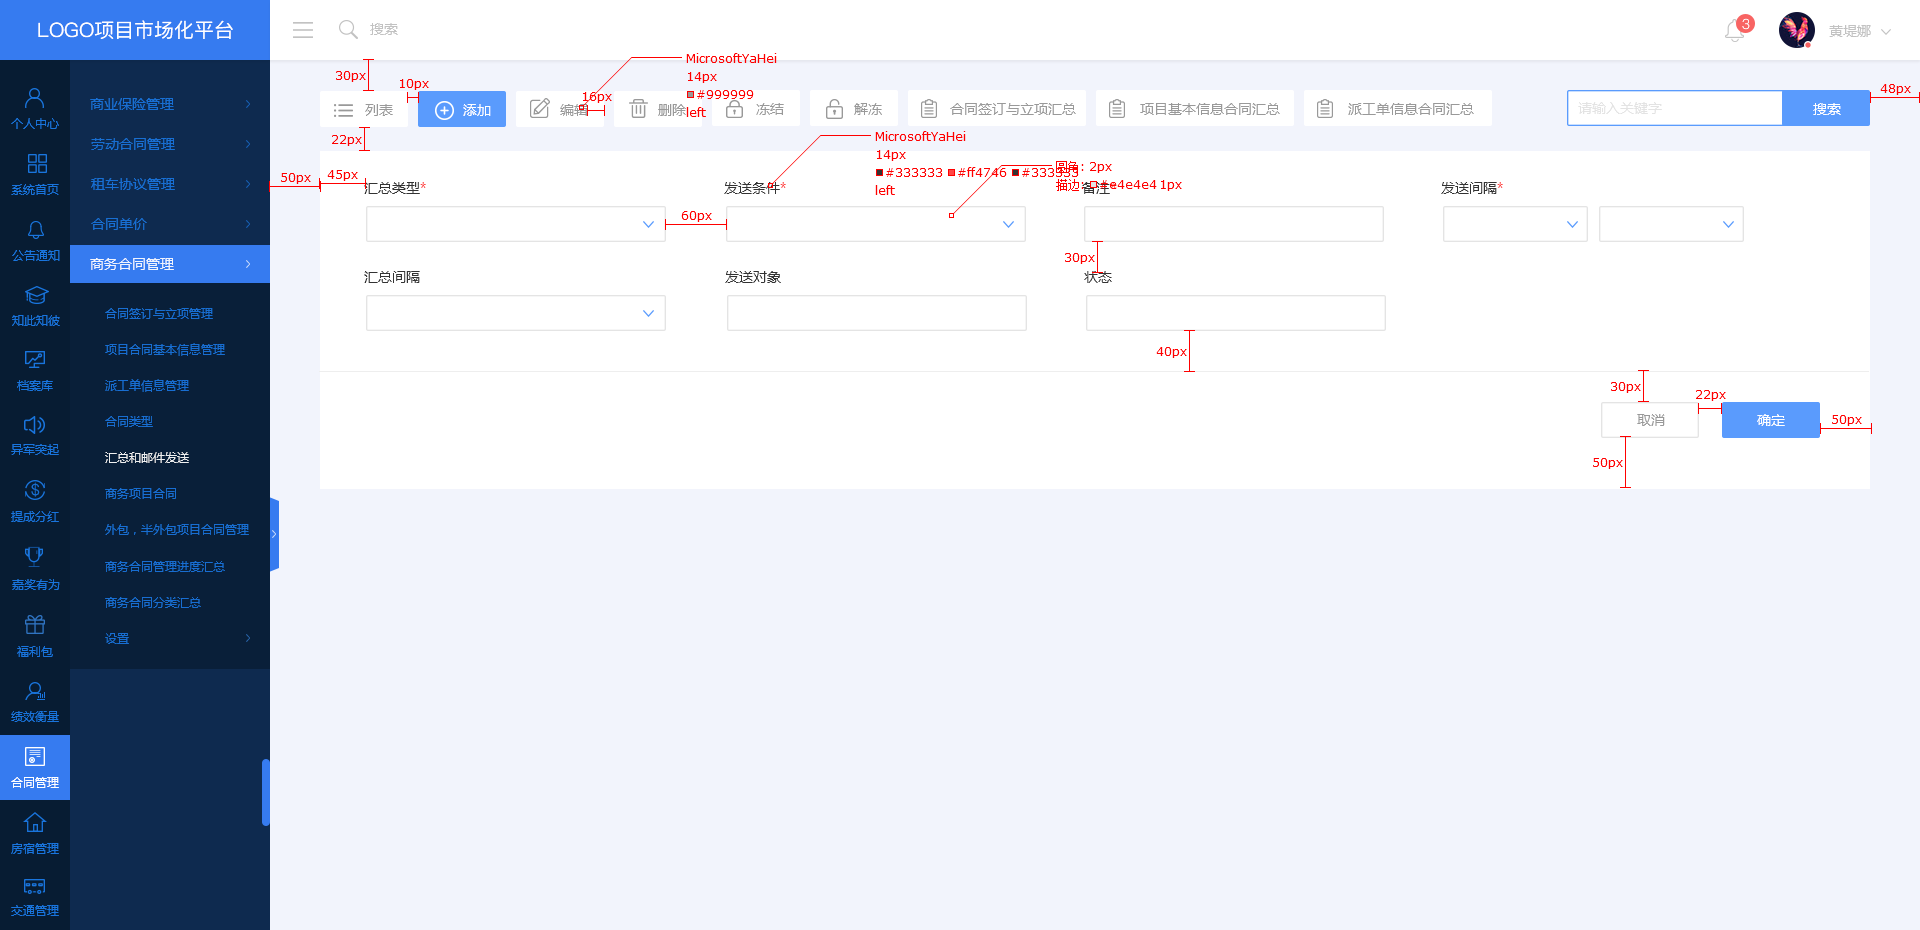 LOGO项目市场化平台
搜索
3
黄堤娜
个人中心
系统首页
公告通知
知此知彼
档案库
异军突起
提成分红
嘉奖有为
福利包
绩效衡量
合同管理
房宿管理
交通管理
商业保险管理
劳动合同管理
租车协议管理
合同单价
商务合同管理
合同签订与立项管理
项目合同基本信息管理
派工单信息管理
合同类型
汇总和邮件发送
商务项目合同
外包，半外包项目合同管理
商务合同管理进度汇总
商务合同分类汇总
设置
30px
10px
16px
MicrosoftYaHei
14px
#999999
left
48px
列表
添加
编辑
删除
冻结
解冻
合同签订与立项汇总
项目基本信息合同汇总
派工单信息合同汇总
请输入关键字
搜索
22px
MicrosoftYaHei
14px
#333333 #ff4746 #333333
left
圆角: 2px
描边: #e4e4e4 1px
50px
45px
汇总类型*
发送条件*
备注
发送间隔*
60px
30px
汇总间隔
发送对象
状态
40px
30px
22px
取消
确定
50px
50px